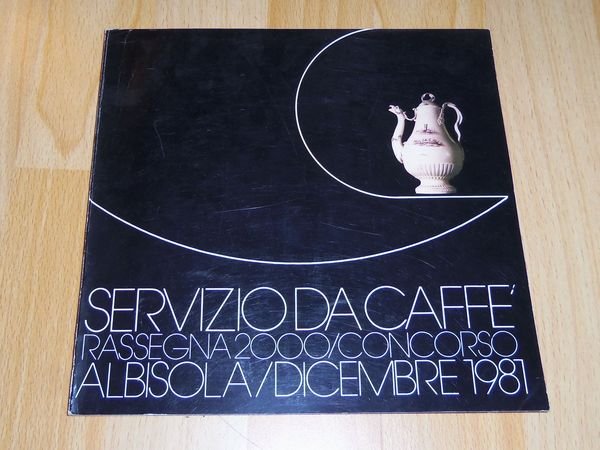 SERVIZIO DA CAFFE'
RASSEGNA 2000/CONCORSO
ALBISOLA/DICEMBRE 1981